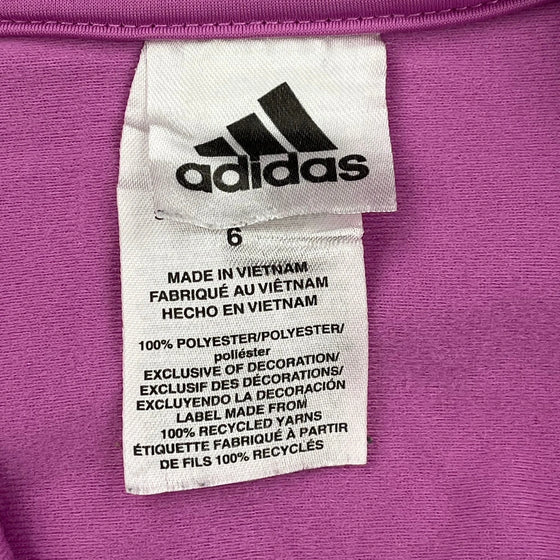 adidas
6
MADE IN VIETNAM
FABRIQUÉ AU VIÊTNAM
HECHO EN VIETNAM
100% POLYESTER/POLYESTER/
poliéster
EXCLUSIVE OF DECORATION/
EXCLUSIF DES DÉCORATIONS/
EXCLUYENDO LA DECORACIÓN
LABEL MADE FROM
100% RECYCLED YARNS
ÉTIQUETTE FABRIQUÉ À PARTIR
DE FILS 100% RECYCLÉS